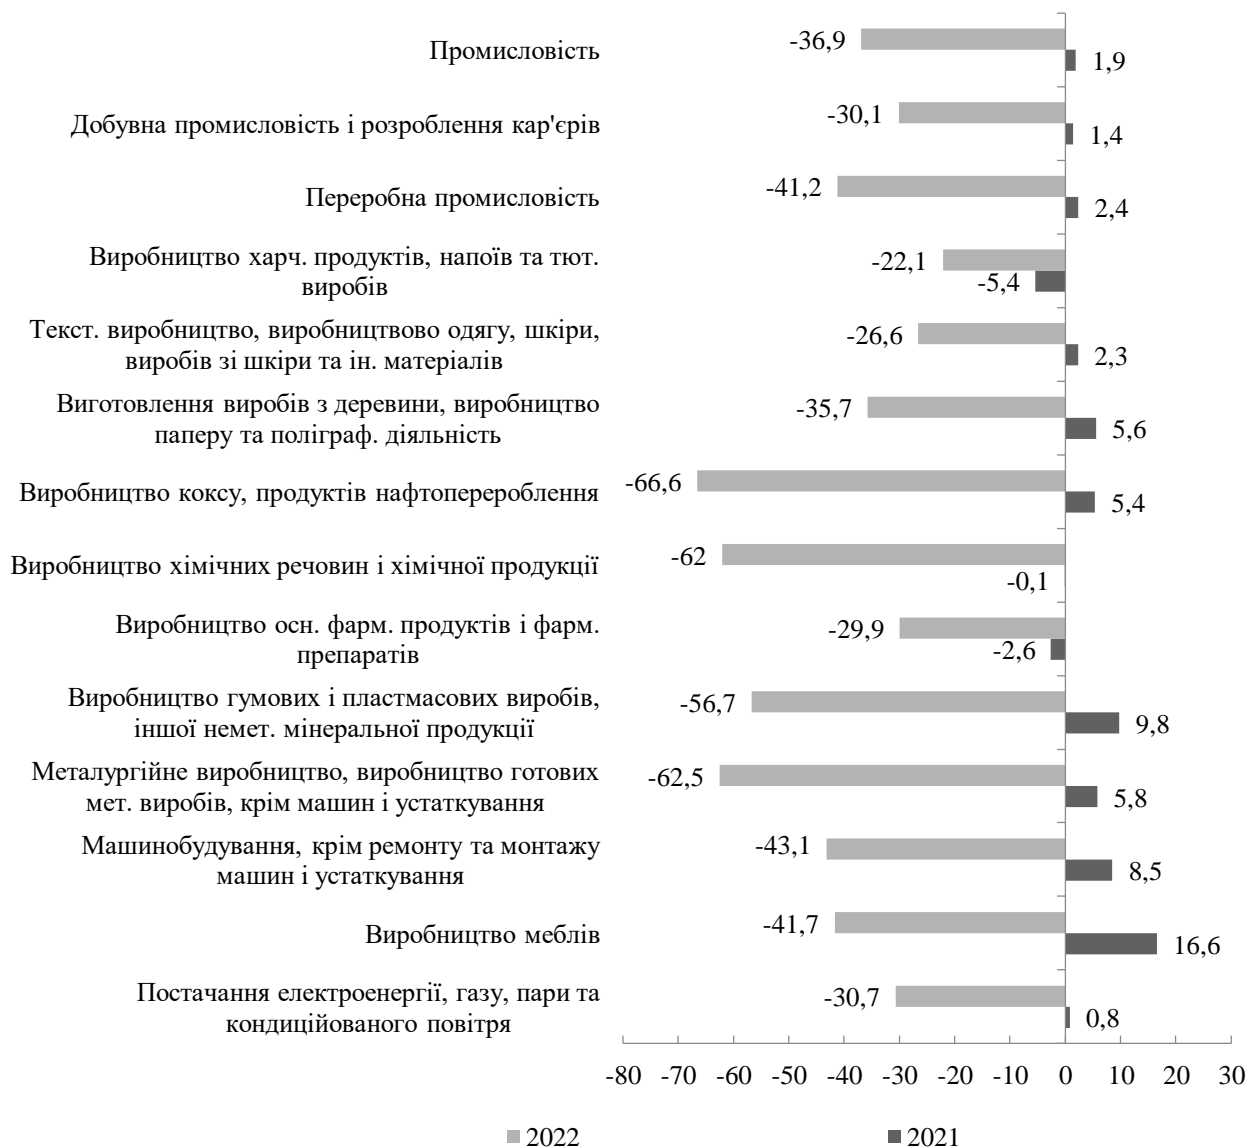 Промисловість
-36,9
1,9
Добувна промисловість і розроблення кар'єрів
-30,1
1,4
Переробна промисловість
-41,2
2,4
Виробництво харч. продуктів, напоїв та тют.
виробів
-22,1
-5,4
Текст. виробництво, виробництвово одягу, шкіри,
виробів зі шкіри та ін. матеріалів
-26,6
2,3
Виготовлення виробів з деревини, виробництво
паперу та поліграф. діяльність
-35,7
5,6
Виробництво коксу, продуктів нафтоперероблення
-66,6
5,4
Виробництво хімічних речовин і хімічної продукції
-62
-0,1
Виробництво осн. фарм. продуктів і фарм.
препаратів
-29,9
-2,6
Виробництво гумових і пластмасових виробів,
іншої немет. мінеральної продукції
-56,7
9,8
Металургійне виробництво, виробництво готових
мет. виробів, крім машин і устаткування
-62,5
5,8
Машинобудування, крім ремонту та монтажу
машин і устаткування
-43,1
8,5
Виробництво меблів
-41,7
16,6
Постачання електроенергії, газу, пари та
кондиційованого повітря
-30,7
0,8
-80 -70 -60 -50 -40 -30 -20 -10 0 10 20 30
2022 2021